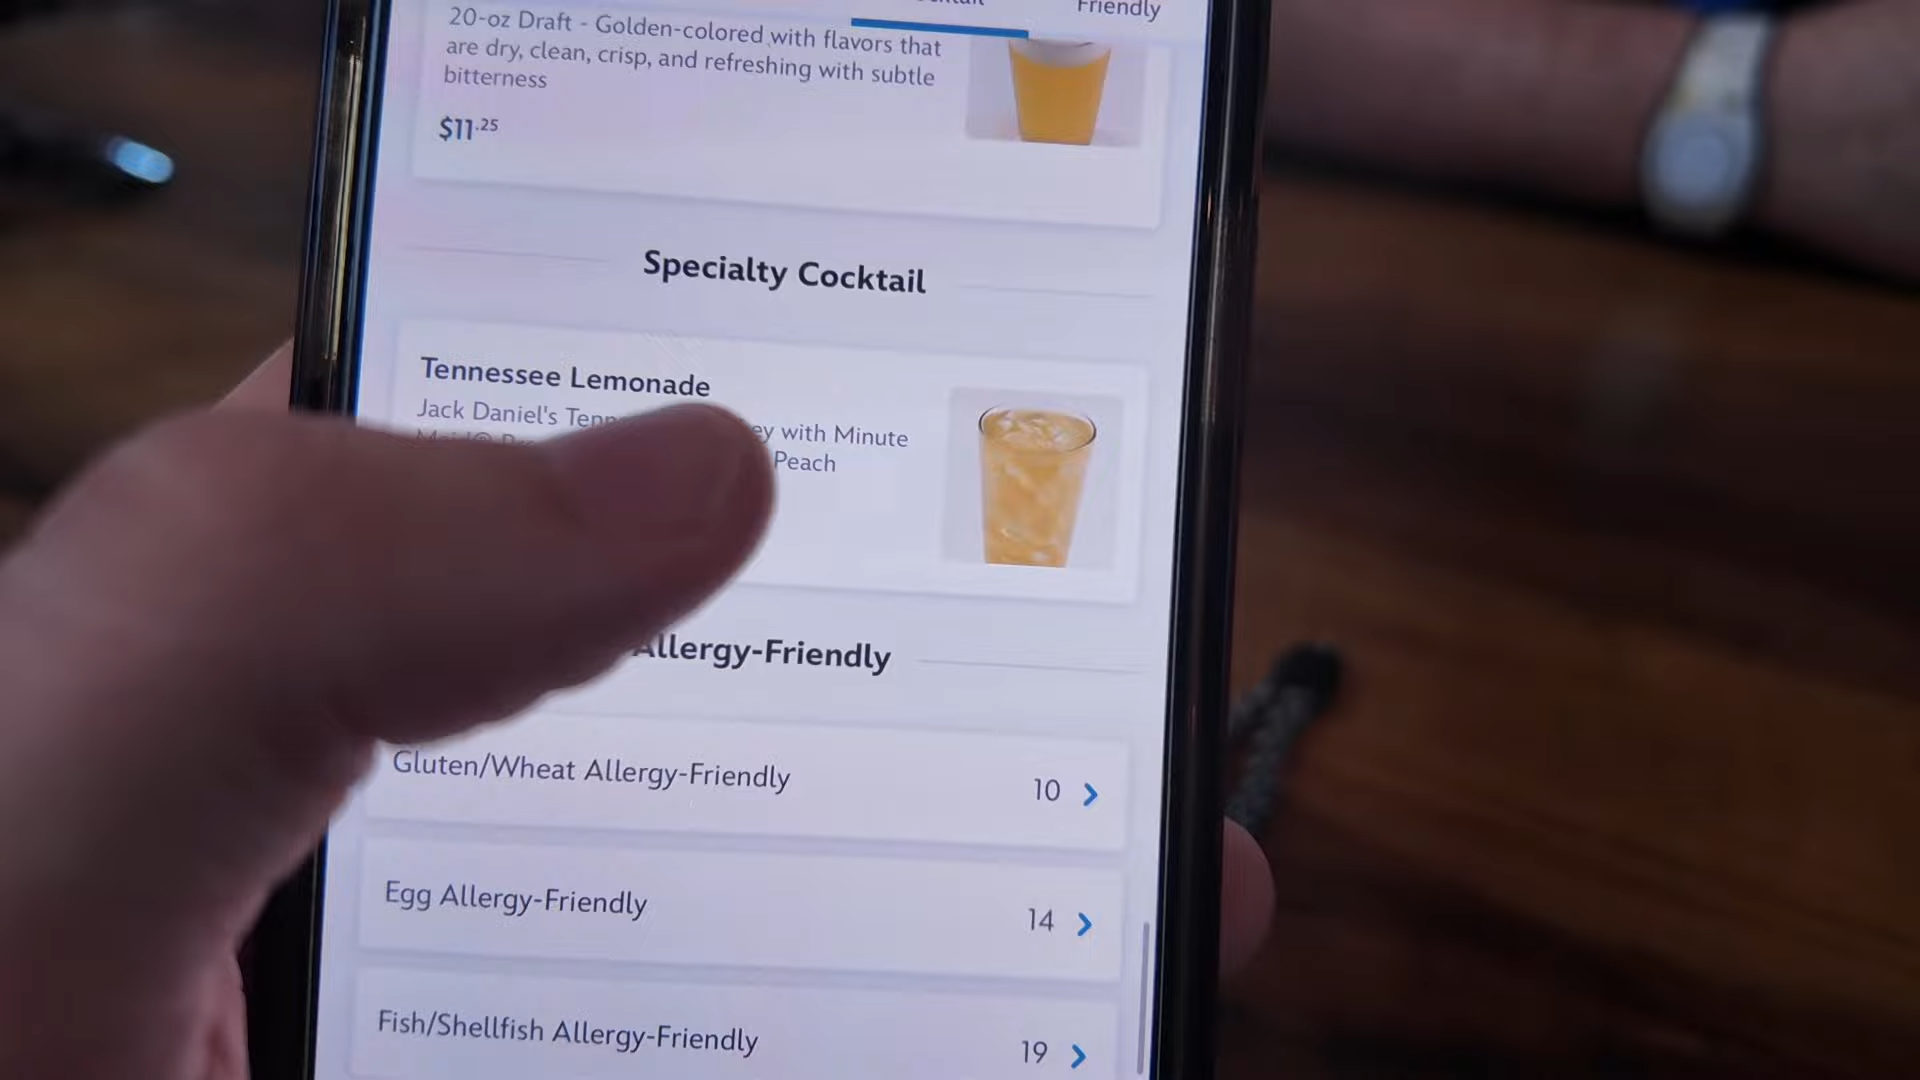 Friendly
20-oz Draft - Golden-colored with flavors that
are dry, clean, crisp, and refreshing with subtle
bitterness
$11.25
Specialty Cocktail
Tennessee Lemonade
Jack Daniel's with Minute
Peach
Allergy-Friendly
Gluten/Wheat Allergy-Friendly 10
Egg Allergy-Friendly 14
Fish/Shellfish Allergy-Friendly 19